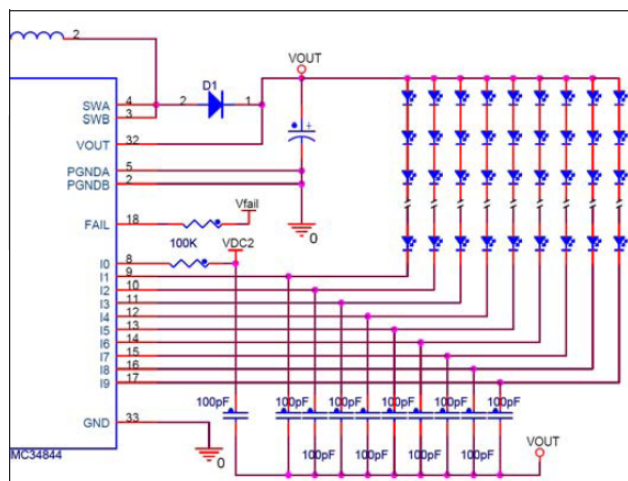 2
VOUT
D1
SWA 4 2 1
SWB 3
VOUT 32
PGNDA 5
PGNDB 2
Vfail
FAIL 18
0
100K VDC2
I0 8
I1 9
I2 10
I3 11
I4 12
I5 13
I6 14
I7 15
I8 16
I9 17
100pF 100pF 100pF 100pF 100pF 100pF
GND 33
VOUT
MC34844 0 100pF 100pF 100pF 100pF